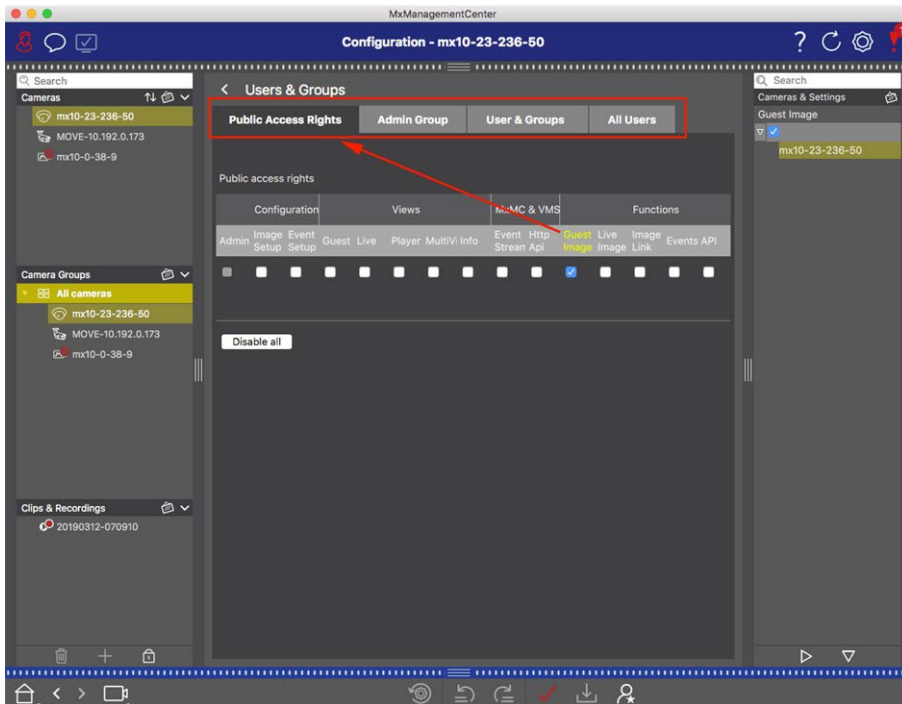 MxManagementCenter
Configuration - mx10-23-236-50
?
Search
Cameras
mx10-23-236-50
MOVE-10.192.0.173
mx10-0-38-9
Camera Groups
All cameras
mx10-23-236-50
MOVE-10.192.0.173
mx10-0-38-9
Clips & Recordings
20190312-070910
Users & Groups
Public Access Rights Admin Group User & Groups All Users
Public access rights
Configuration Views MxMC & VMS Functions
Admin Image Setup Event Setup Guest Live Player MultiVi Info Event Stream Http Api Guest Image Live Image Image Link Events API
Disable all
Search
Cameras & Settings
Guest Image
mx10-23-236-50